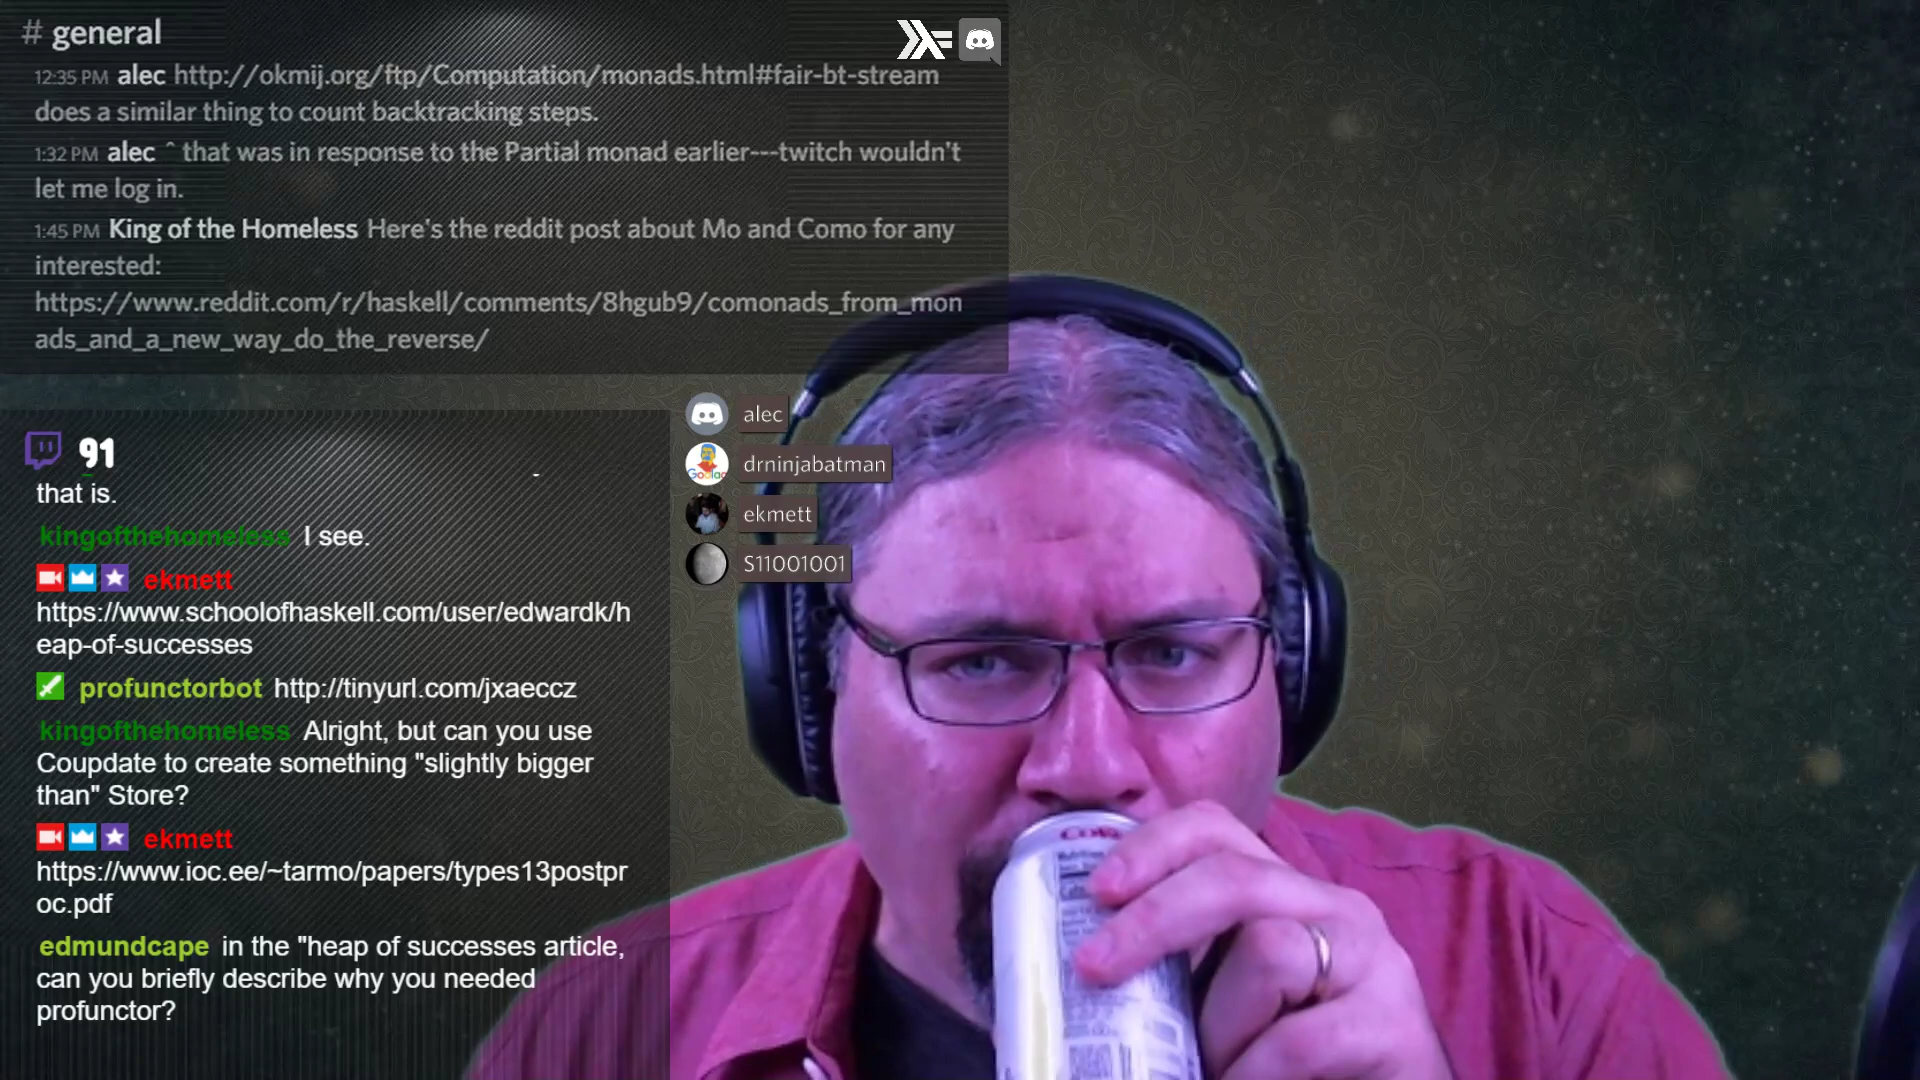 # general
12:35 PM alec http://okmij.org/ftp/Computation/monads.html#fair-bt-stream
does a similar thing to count backtracking steps.
1:32 PM alec ^ that was in response to the Partial monad earlier---twitch wouldn't
let me log in.
1:45 PM King of the Homeless Here's the reddit post about Mo and Como for any
interested:
https://www.reddit.com/r/haskell/comments/8hgub9/comonads_from_mon
ads_and_a_new_way_do_the_reverse/
91
that is.
kingofthehomeless I see.
ekmett
https://www.schoolofhaskell.com/user/edwardk/h
eap-of-successes
profunctorbot http://tinyurl.com/jxaeccz
kingofthehomeless Alright, but can you use
Coupdate to create something "slightly bigger
than" Store?
ekmett
https://www.ioc.ee/~tarmo/papers/types13postpr
oc.pdf
edmundcape in the "heap of successes article,
can you briefly describe why you needed
profunctor?
alec
drninjabatman
ekmett
S11001001
Coke